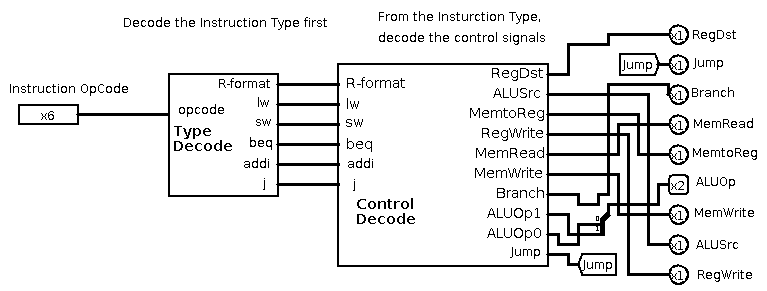 Decode the Instruction Type first
From the Insturction Type,
decode the control signals
Instruction OpCode
x6
opcode
Type
Decode
R-format
lw
sw
beq
addi
j
R-format
lw
sw
beq
addi
j
Control
Decode
RegDst
ALUSrc
MemtoReg
RegWrite
MemRead
MemWrite
Branch
ALUOp1
ALUOp0
Jump
Jump
0
1
x1 RegDst
Jump x1 Jump
x1 Branch
x1 MemRead
x1 MemtoReg
x2 ALUOp
x1 MemWrite
x1 ALUSrc
x1 RegWrite